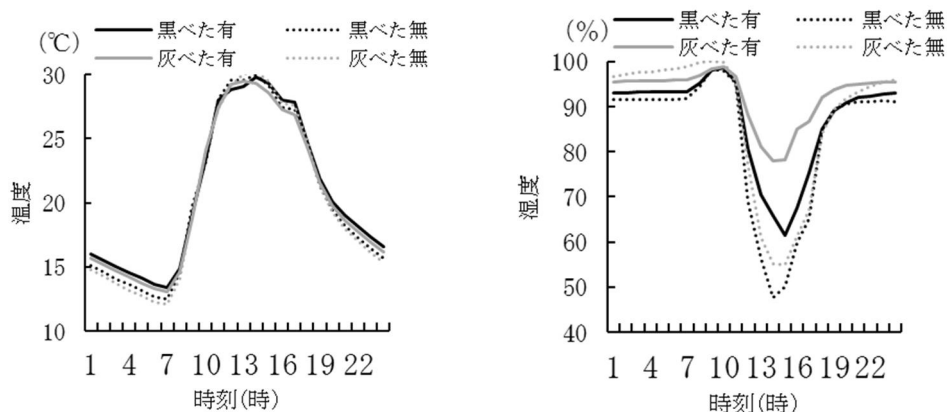 (℃)
黒べた有
黒べた無
灰べた有
灰べた無
30
25
20
15
10
温度
1 4 7 10 13 16 19 22
時刻(時)
(%)
黒べた有
黒べた無
灰べた有
灰べた無
100
90
80
70
60
50
40
湿度
1 4 7 10 13 16 19 22
時刻(時)